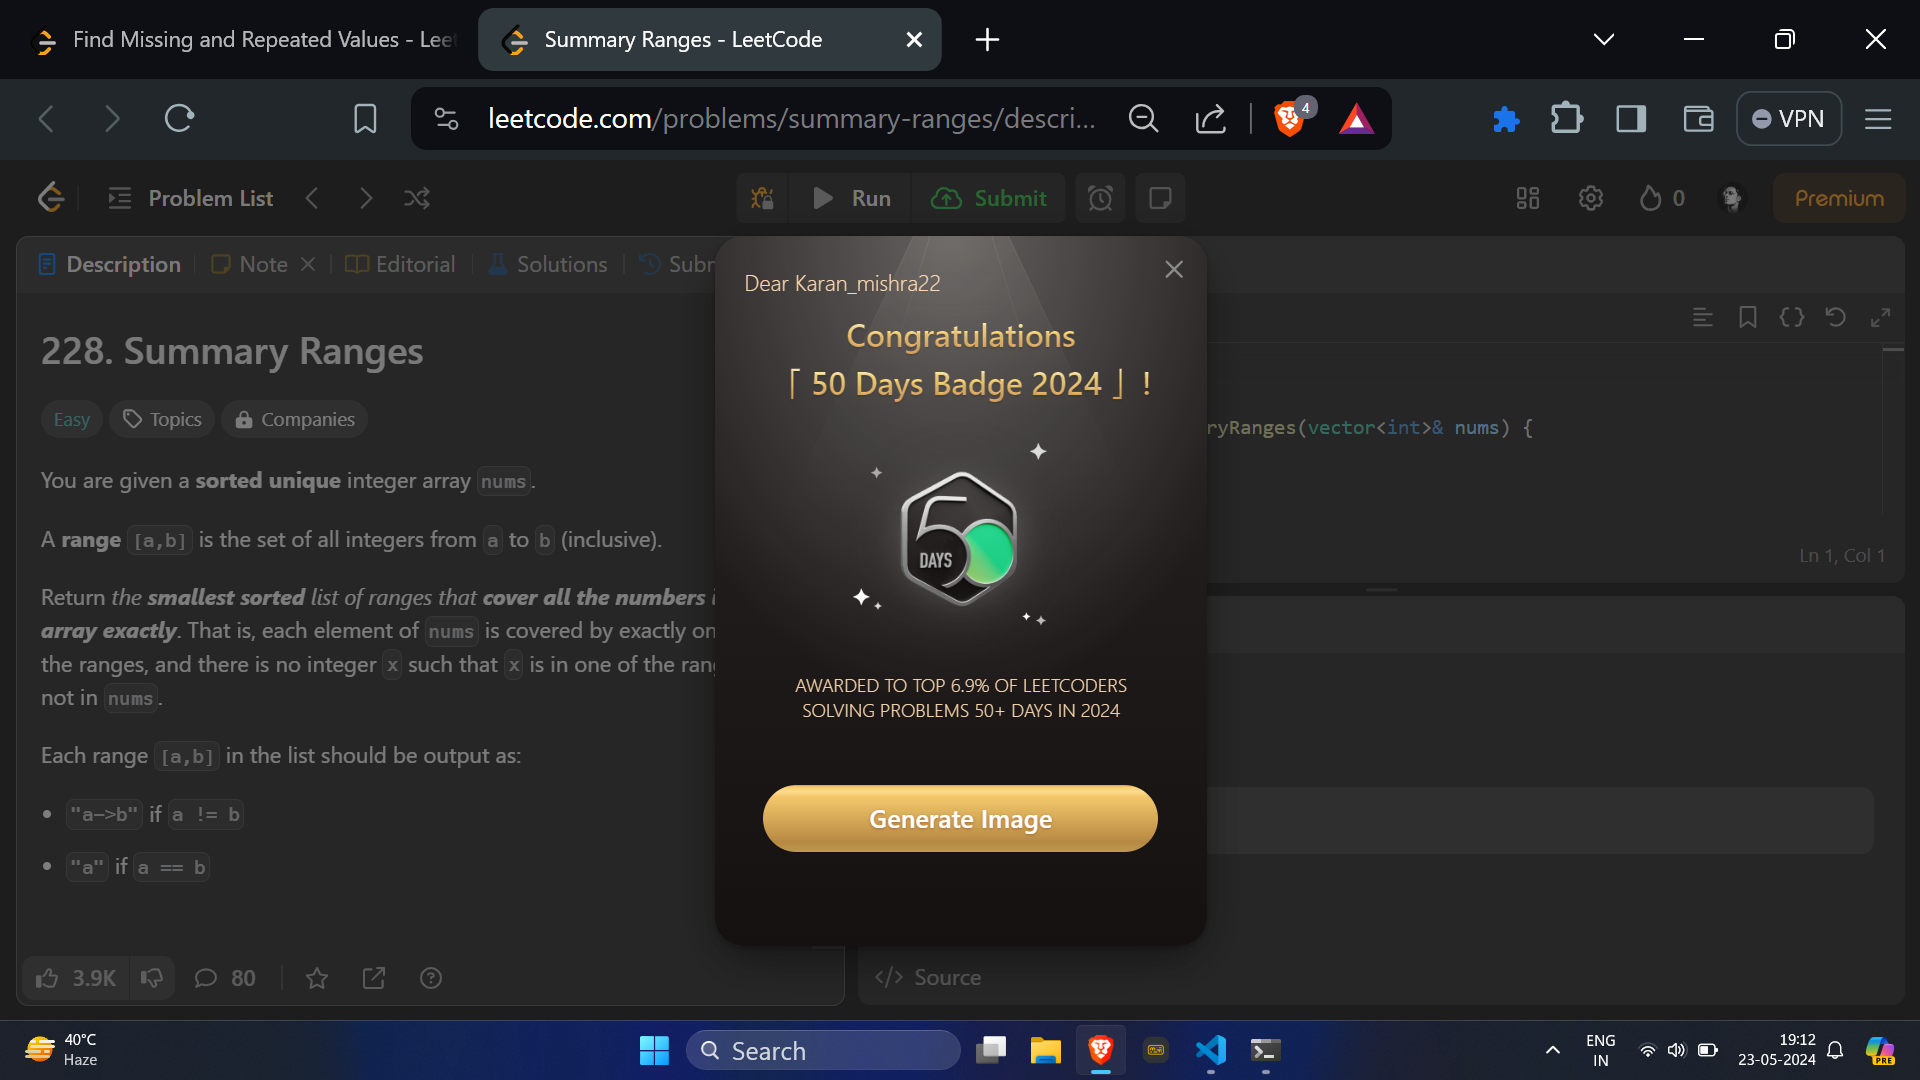 Find Missing and Repeated Values - Leet
Summary Ranges - LeetCode
leetcode.com/problems/summary-ranges/descri...
4
VPN
Problem List
Run
Submit
0
Premium
Description
Note
Editorial
Solutions
Subm
Dear Karan_mishra22
Congratulations
「 50 Days Badge 2024 」 !
50
DAYS
AWARDED TO TOP 6.9% OF LEETCODERS
SOLVING PROBLEMS 50+ DAYS IN 2024
Generate Image
228. Summary Ranges
Easy
Topics
Companies
You are given a sorted unique integer array nums.
A range [a,b] is the set of all integers from a to b (inclusive).
Return the smallest sorted list of ranges that cover all the numbers i
array exactly. That is, each element of nums is covered by exactly on
the ranges, and there is no integer x such that x is in one of the rang
not in nums.
Each range [a,b] in the list should be output as:
• "a->b" if a != b
• "a" if a == b
3.9K
80
ryRanges(vector<int>& nums) {
Ln 1, Col 1
</> Source
40°C
Haze
Search
ENG
IN
19:12
23-05-2024
PRE